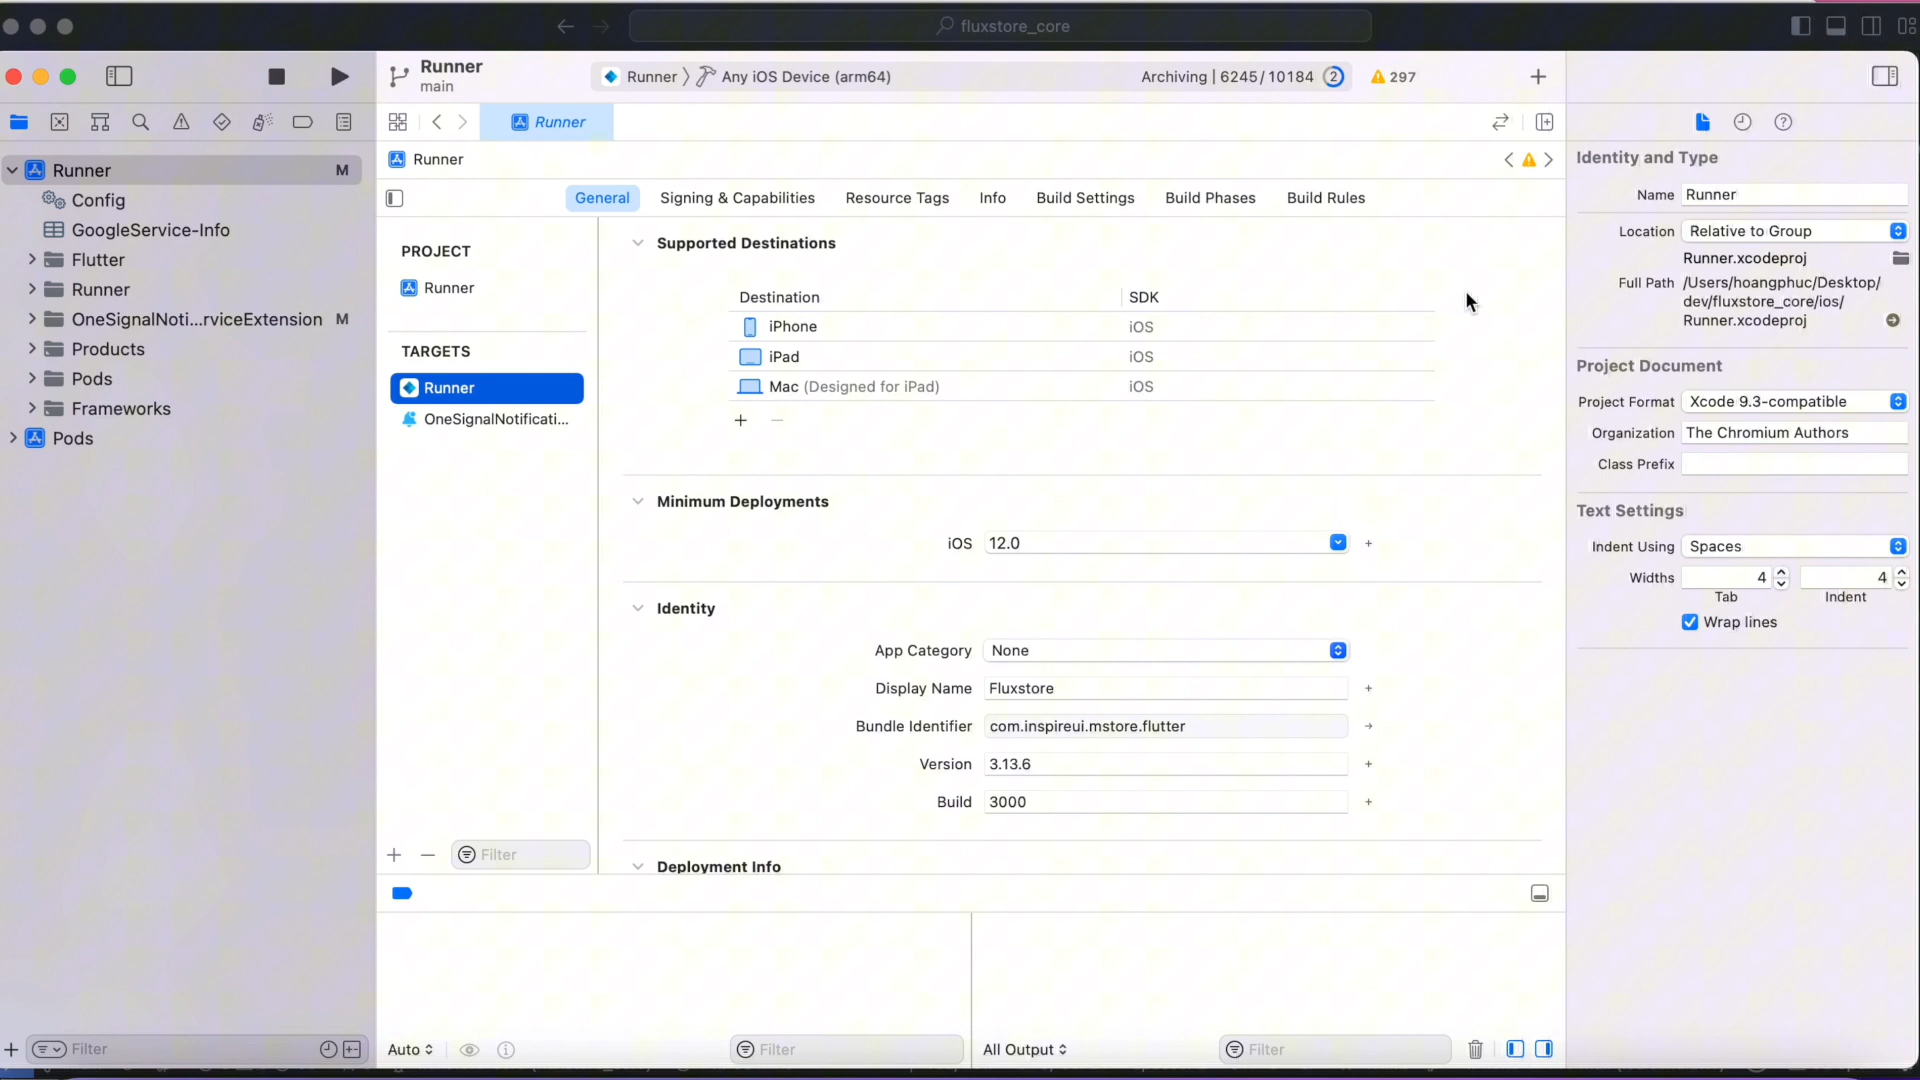 fluxstore_core
Runner
main
Runner
Any iOS Device (arm64)
Archiving | 6245/10184
2
297
Runner
Runner
M
Config
GoogleService-Info
Flutter
Runner
OneSignalNoti...rviceExtension
M
Products
Pods
Frameworks
Pods
Filter
Runner
General
Signing & Capabilities
Resource Tags
Info
Build Settings
Build Phases
Build Rules
PROJECT
Runner
TARGETS
Runner
OneSignalNotificati...
Filter
Supported Destinations
Destination
SDK
iPhone
iOS
iPad
iOS
Mac (Designed for iPad)
iOS
Minimum Deployments
iOS
12.0
Identity
App Category
None
Display Name
Fluxstore
Bundle Identifier
com.inspireui.mstore.flutter
Version
3.13.6
Build
3000
Deployment Info
Auto
Filter
All Output
Filter
Identity and Type
Name
Runner
Location
Relative to Group
Runner.xcodeproj
Full Path
/Users/hoangphuc/Desktop/
dev/fluxstore_core/ios/
Runner.xcodeproj
Project Document
Project Format
Xcode 9.3-compatible
Organization
The Chromium Authors
Class Prefix
Text Settings
Indent Using
Spaces
Widths
4
4
Tab
Indent
Wrap lines